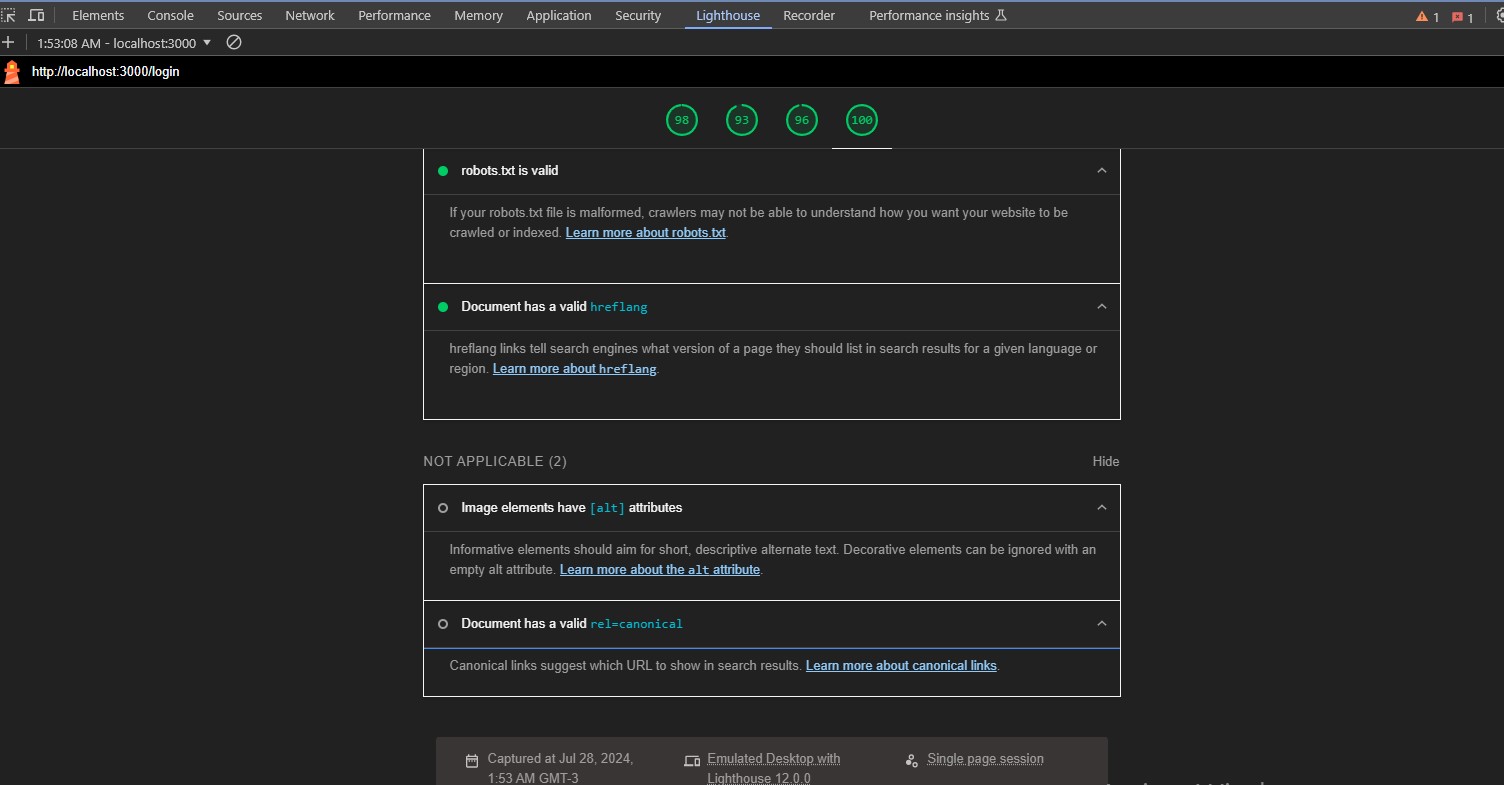 Elements Console Sources Network Performance Memory Application Security Lighthouse Recorder Performance insights 1 1
1:53:08 AM - localhost:3000
http://localhost:3000/login
98 93 96 100
robots.txt is valid
If your robots.txt file is malformed, crawlers may not be able to understand how you want your website to be
crawled or indexed. Learn more about robots.txt.
Document has a valid hreflang
hreflang links tell search engines what version of a page they should list in search results for a given language or
region. Learn more about hreflang.
NOT APPLICABLE (2) Hide
Image elements have [alt] attributes
Informative elements should aim for short, descriptive alternate text. Decorative elements can be ignored with an
empty alt attribute. Learn more about the alt attribute.
Document has a valid rel=canonical
Canonical links suggest which URL to show in search results. Learn more about canonical links.
Captured at Jul 28, 2024, Emulated Desktop with Single page session
1:53 AM GMT-3 Lighthouse 12.0.0